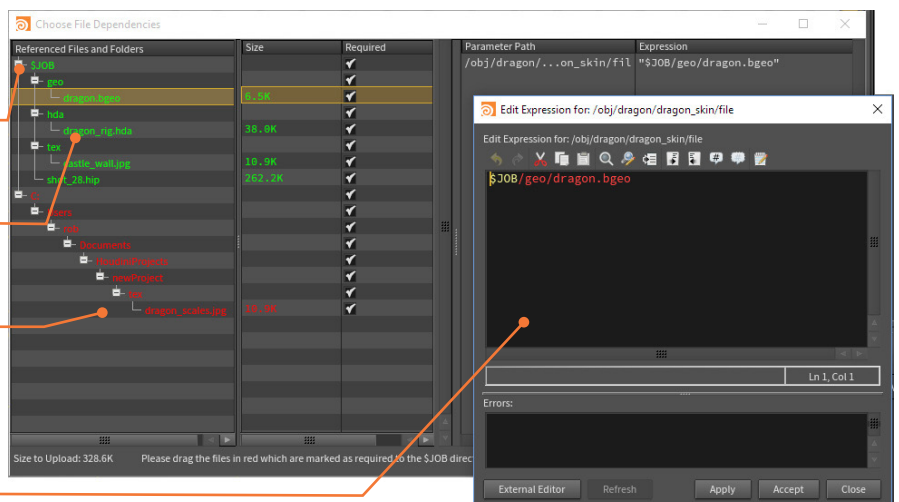 Choose File Dependencies
Referenced Files and Folders Size Required Parameter Path Expression
$JOB /obj/dragon/...on_skin/fil "$JOB/geo/dragon.bgeo"
geo
dragon.bgeo 6.5K
hda
dragon_rig.hda 38.0K
tex
castle_wall.jpg 10.9K
shot_28.hip 262.2K
Documents
newProject
dragon_scales.jpg
Edit Expression for: /obj/dragon/dragon_skin/file
Edit Expression for: /obj/dragon/dragon_skin/file
$JOB/geo/dragon.bgeo
Ln 1, Col 1
Errors:
External Editor Refresh Apply Accept Close
Size to Upload: 328.6K Please drag the files in red which are marked as required to the $JOB direc